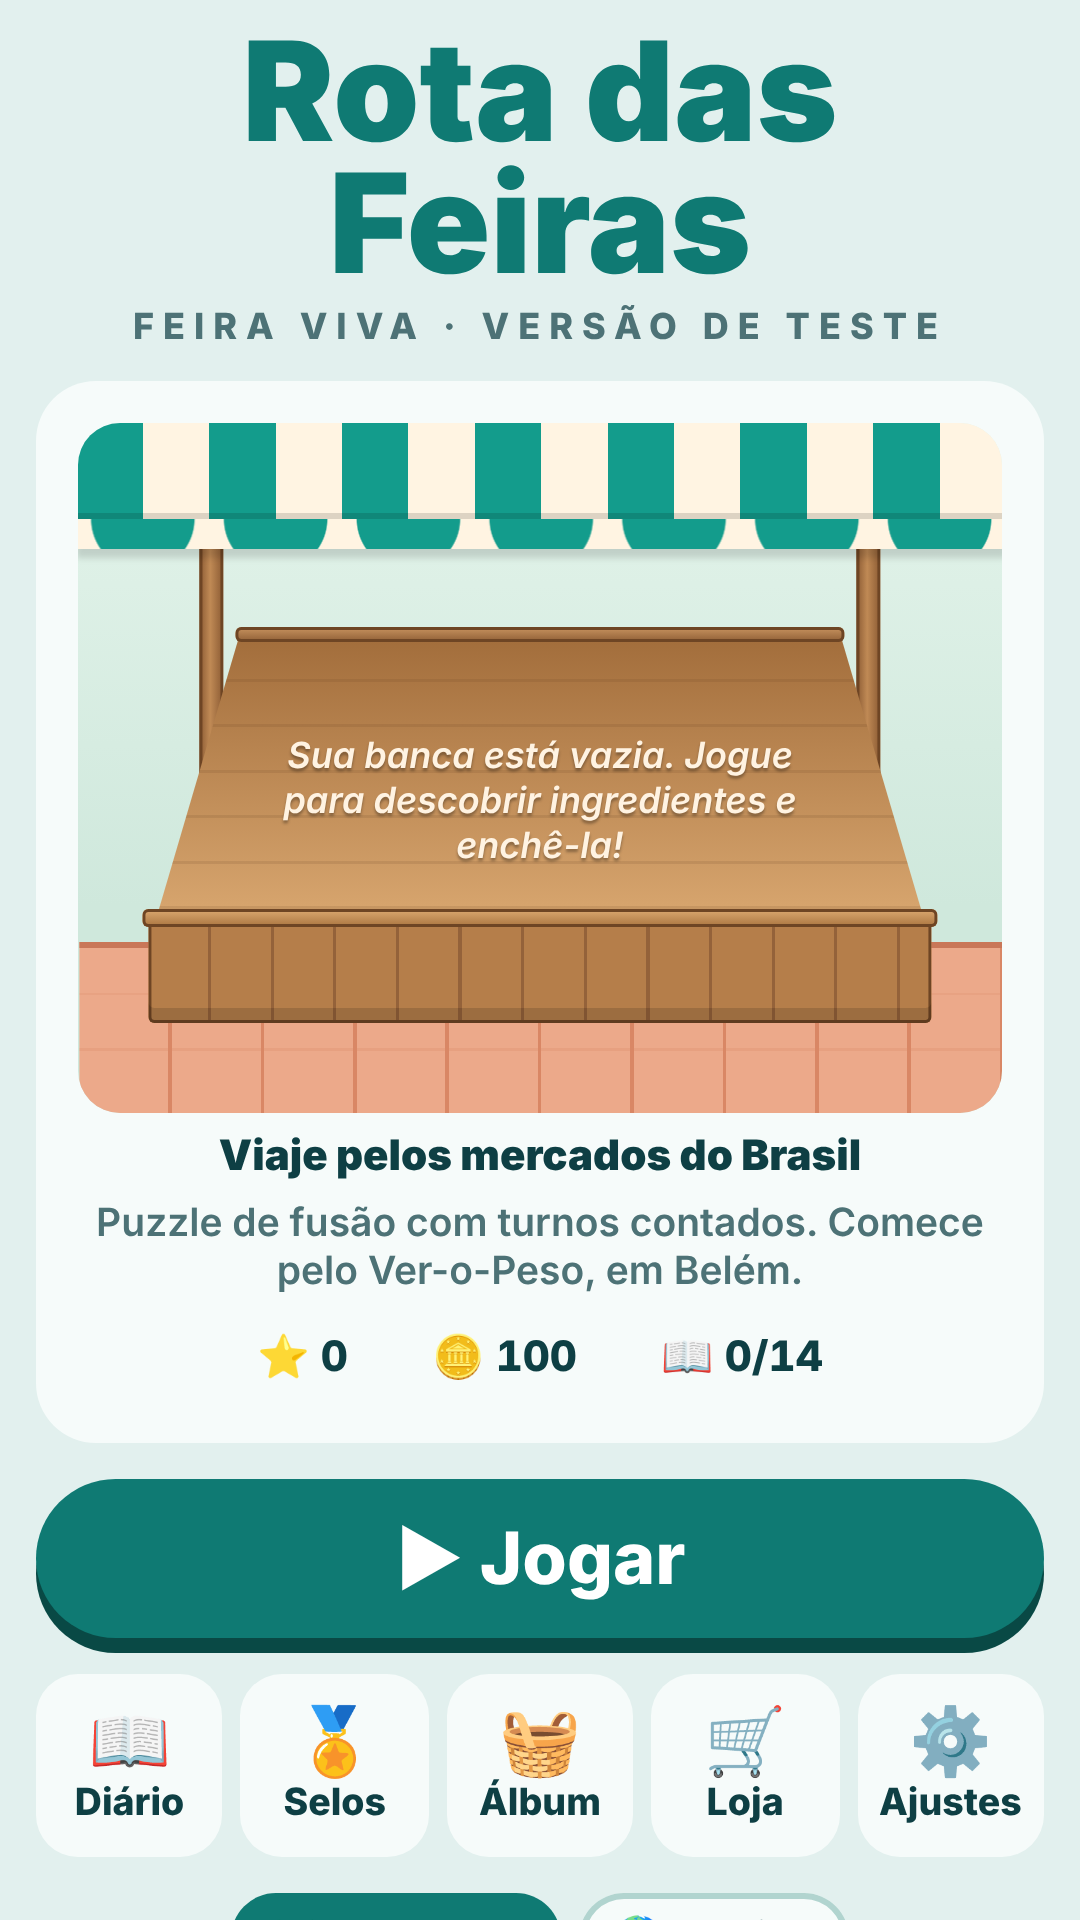 Rota das
Feiras
FEIRA VIVA · VERSÃO DE TESTE
Sua banca está vazia. Jogue
para descobrir ingredientes e
enchê-la!
Viaje pelos mercados do Brasil
Puzzle de fusão com turnos contados. Comece
pelo Ver-o-Peso, em Belém.
0 100 0/14
Jogar
Diário Selos Álbum Loja Ajustes